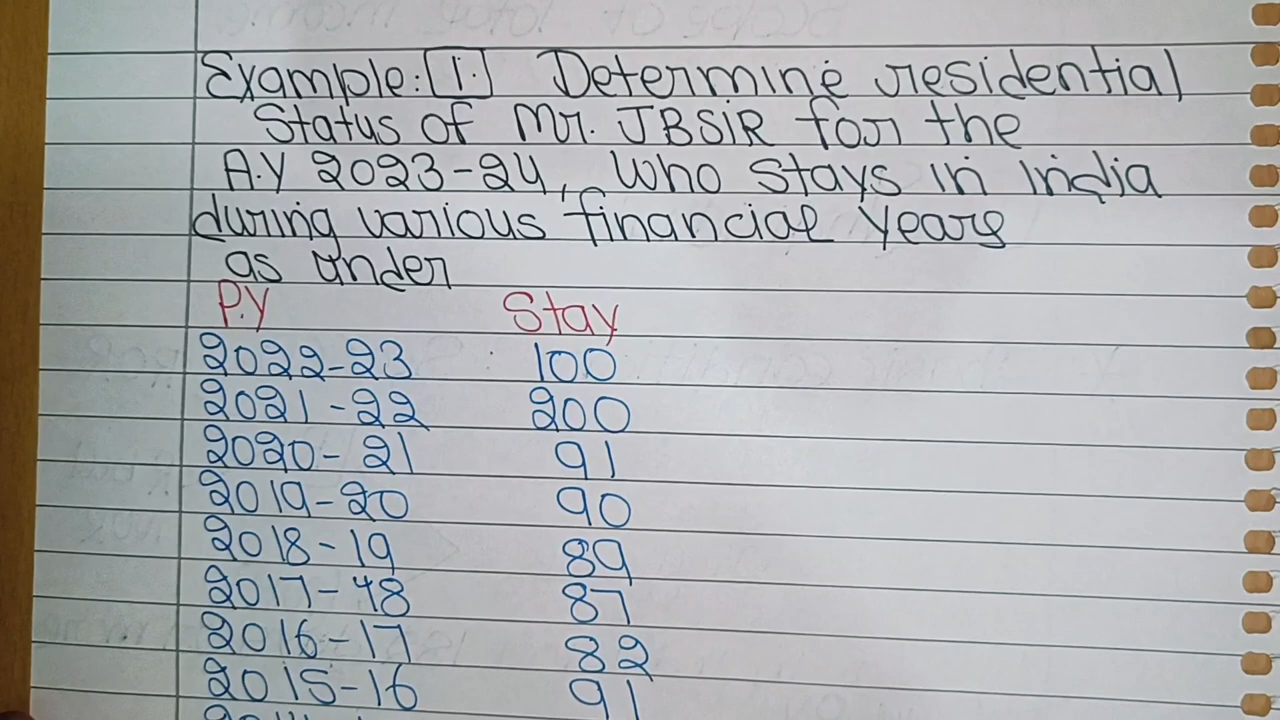 Example: 1. Determine residential
Status of Mr. JBSIR for the
A.Y 2023-24, Who stays in India
during various financial years
as under
P.Y Stay
2022-23 100
2021-22 200
2020-21 91
2019-20 90
2018-19 89
2017-48 87
2016-17 82
2015-16 91